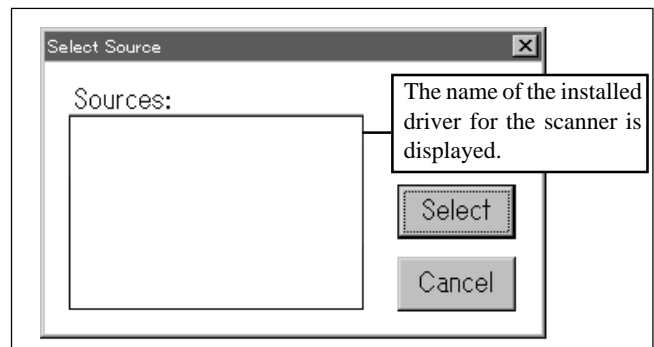 Select Source
Sources:
The name of the installed
driver for the scanner is
displayed.
Select
Cancel